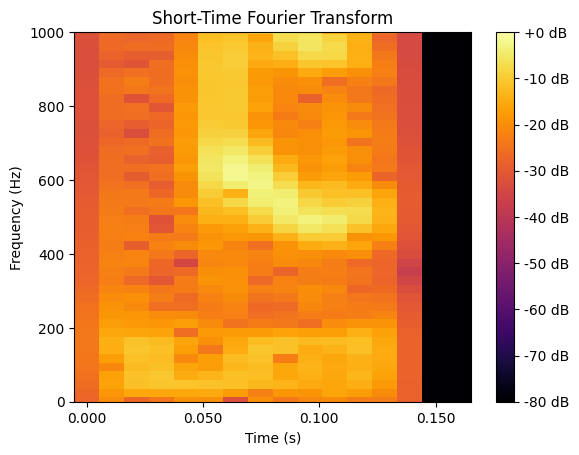 Short-Time Fourier Transform
1000
800
600
400
200
0
Frequency (Hz)
0.000
0.050
0.100
0.150
Time (s)
+0 dB
-10 dB
-20 dB
-30 dB
-40 dB
-50 dB
-60 dB
-70 dB
-80 dB